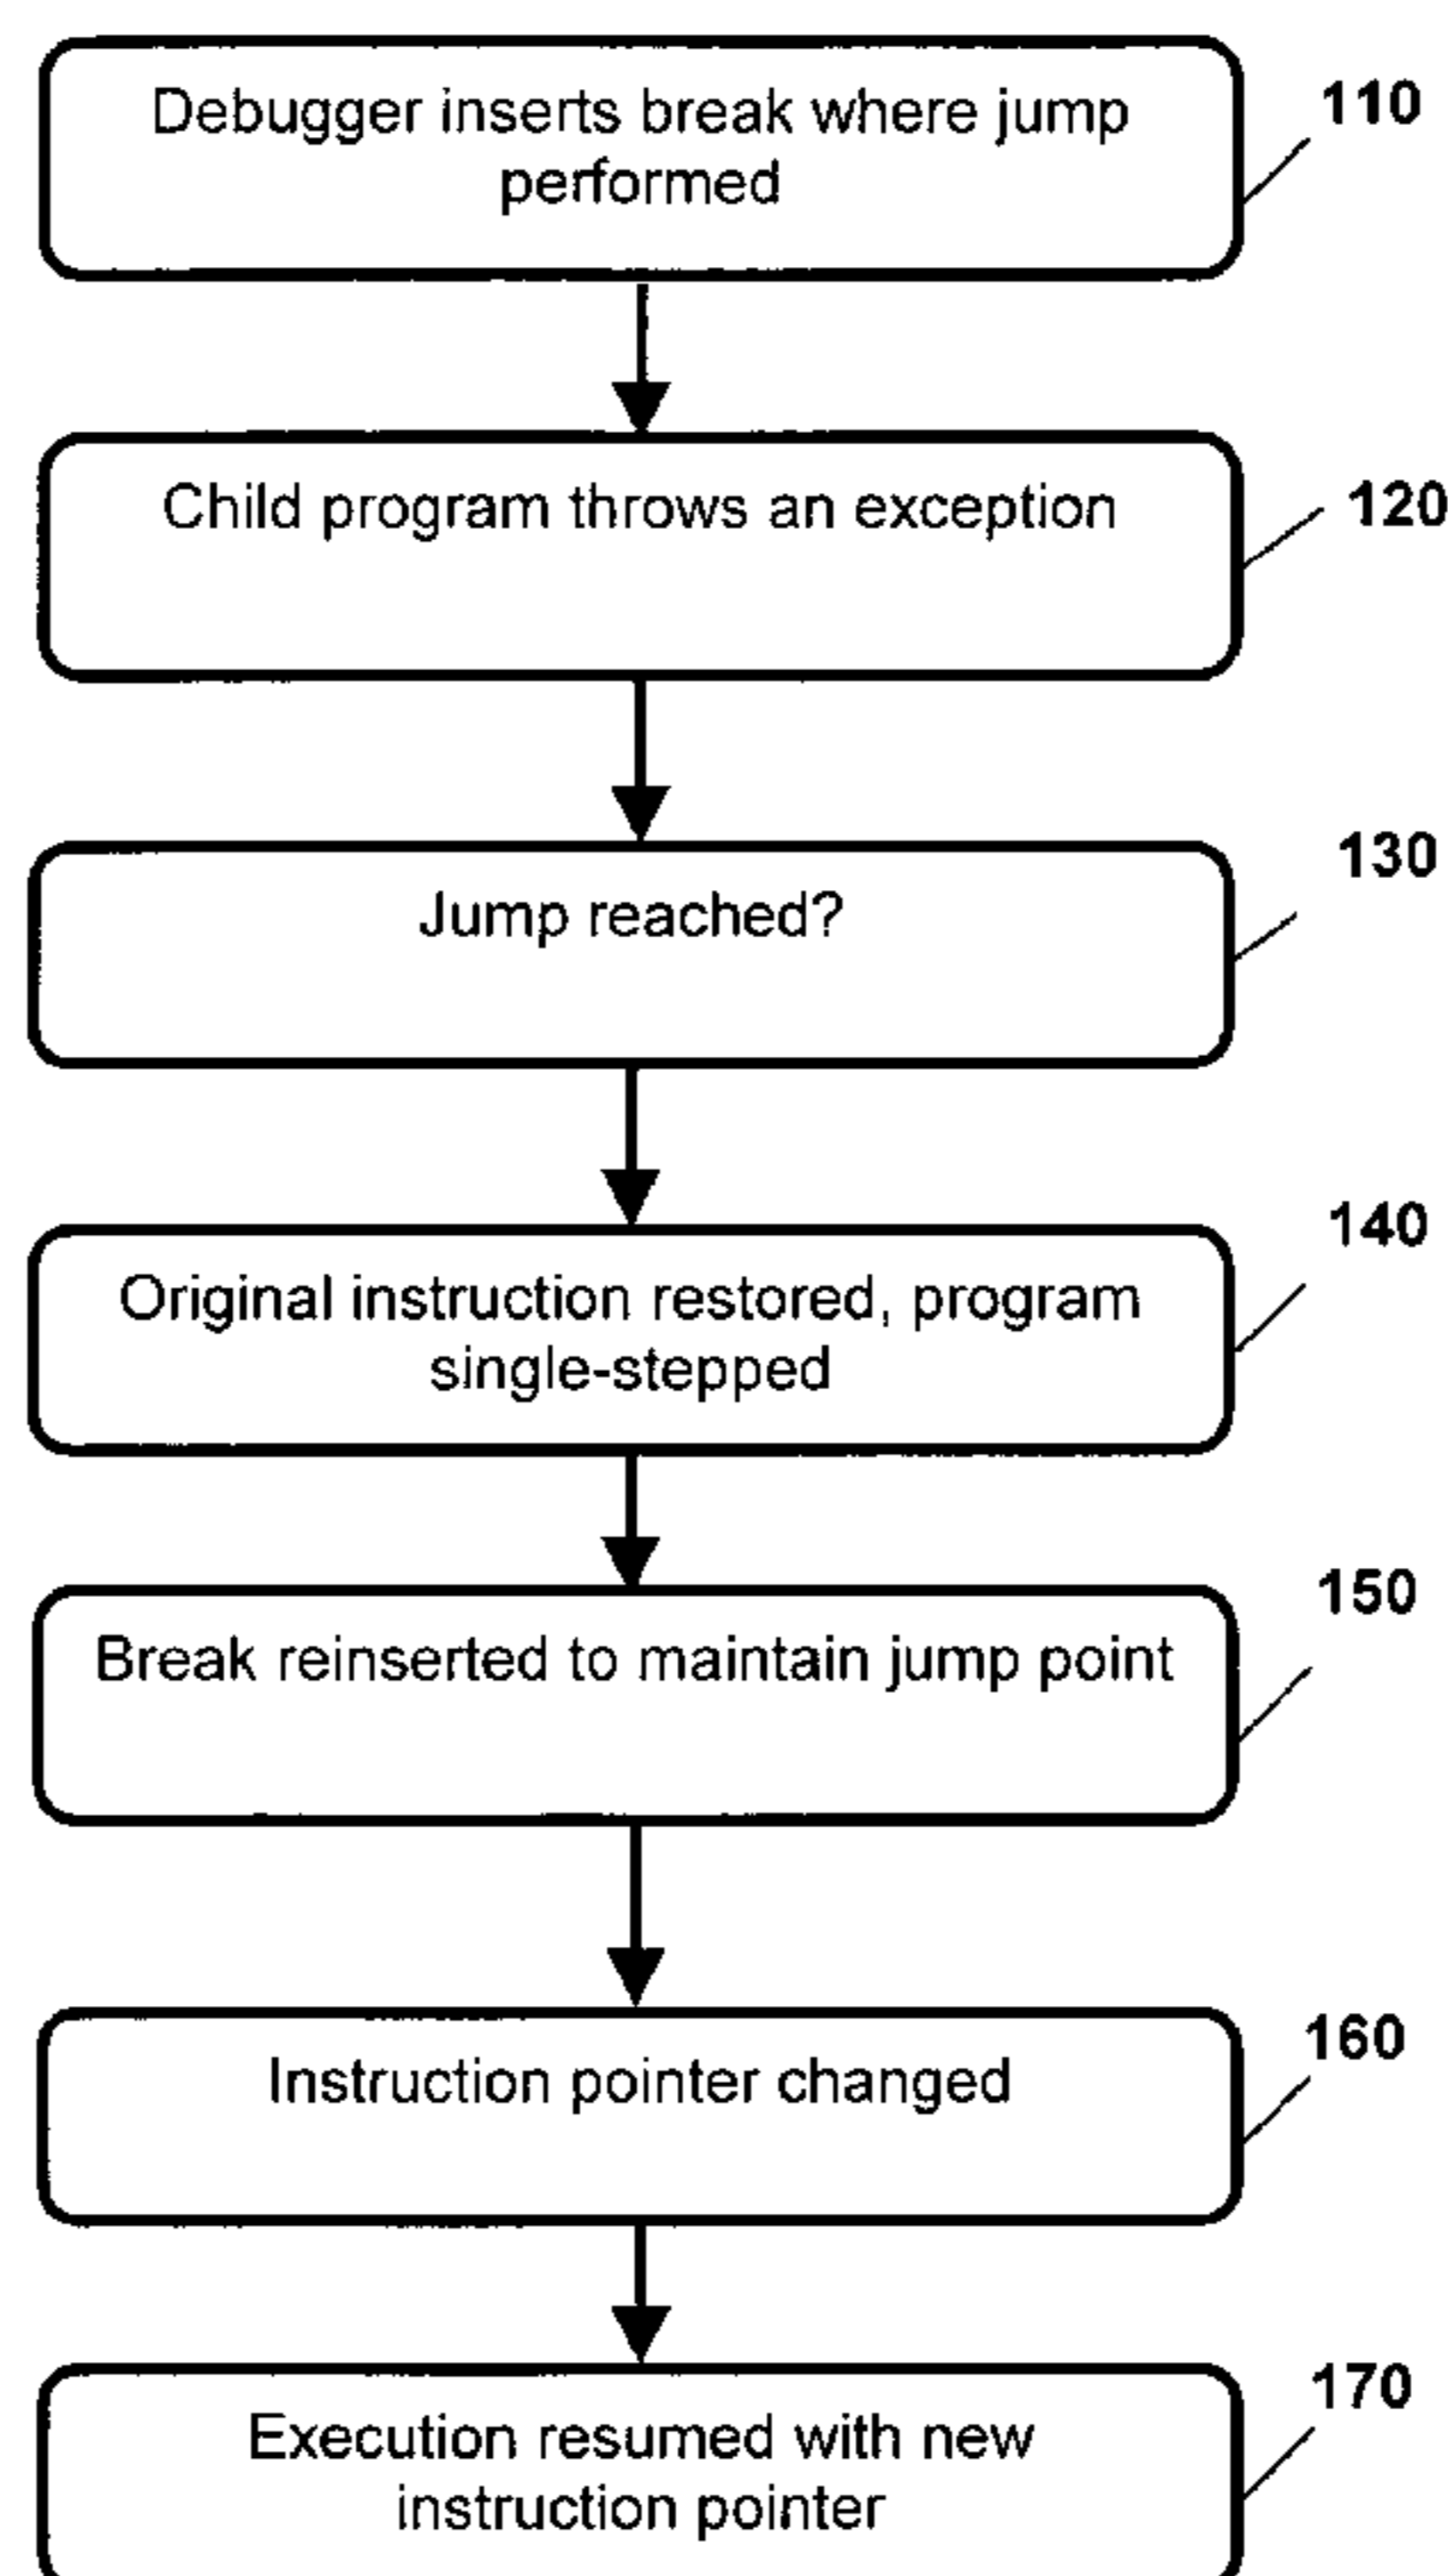 Debugger inserts break where jump
performed
110
Child program throws an exception
120
Jump reached?
130
Original instruction restored, program
single-stepped
140
Break reinserted to maintain jump point
150
Instruction pointer changed
160
Execution resumed with new
instruction pointer
170